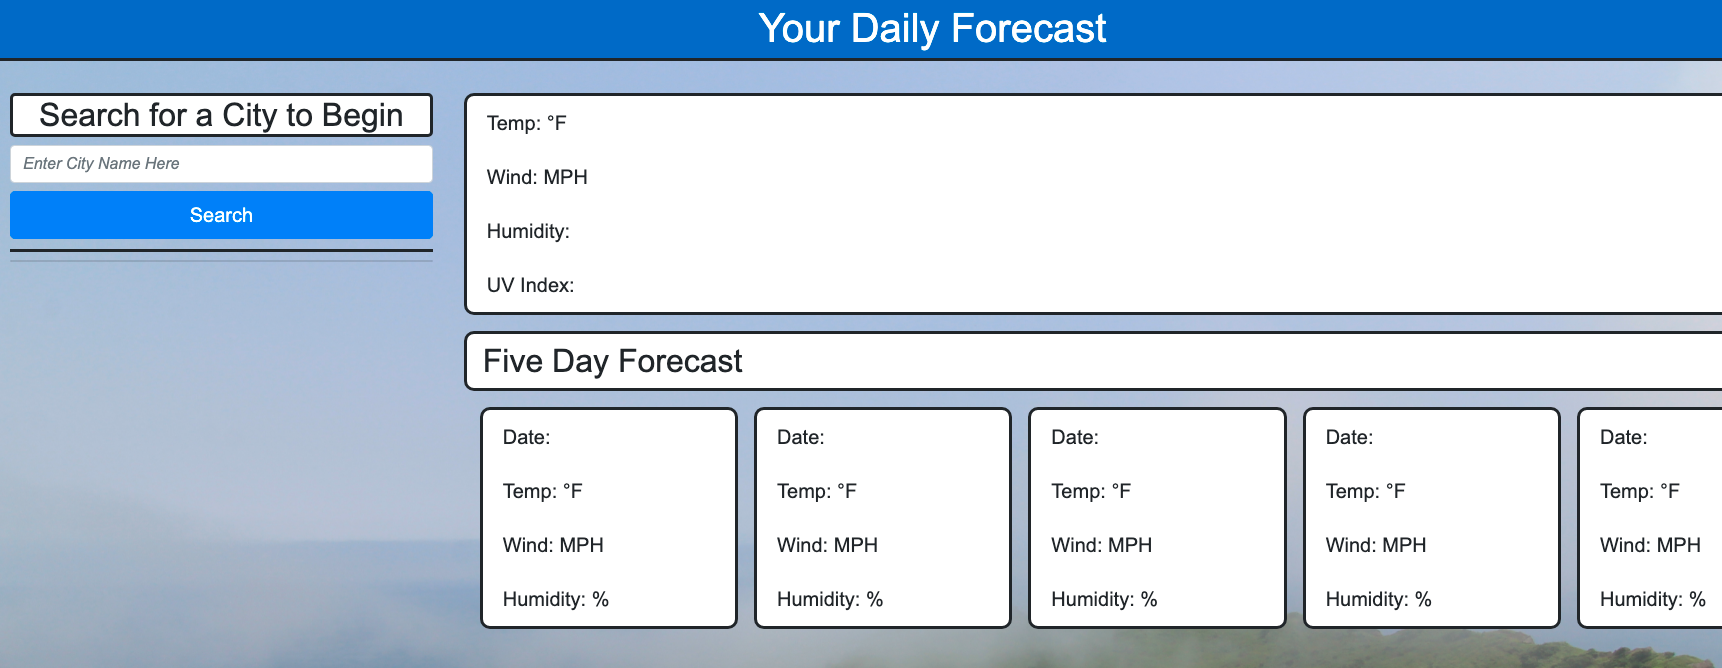 Your Daily Forecast
Search for a City to Begin
Enter City Name Here
Search
Temp: °F
Wind: MPH
Humidity:
UV Index:
Five Day Forecast
Date:
Temp: °F
Wind: MPH
Humidity: %
Date:
Temp: °F
Wind: MPH
Humidity: %
Date:
Temp: °F
Wind: MPH
Humidity: %
Date:
Temp: °F
Wind: MPH
Humidity: %
Date:
Temp: °F
Wind: MPH
Humidity: %